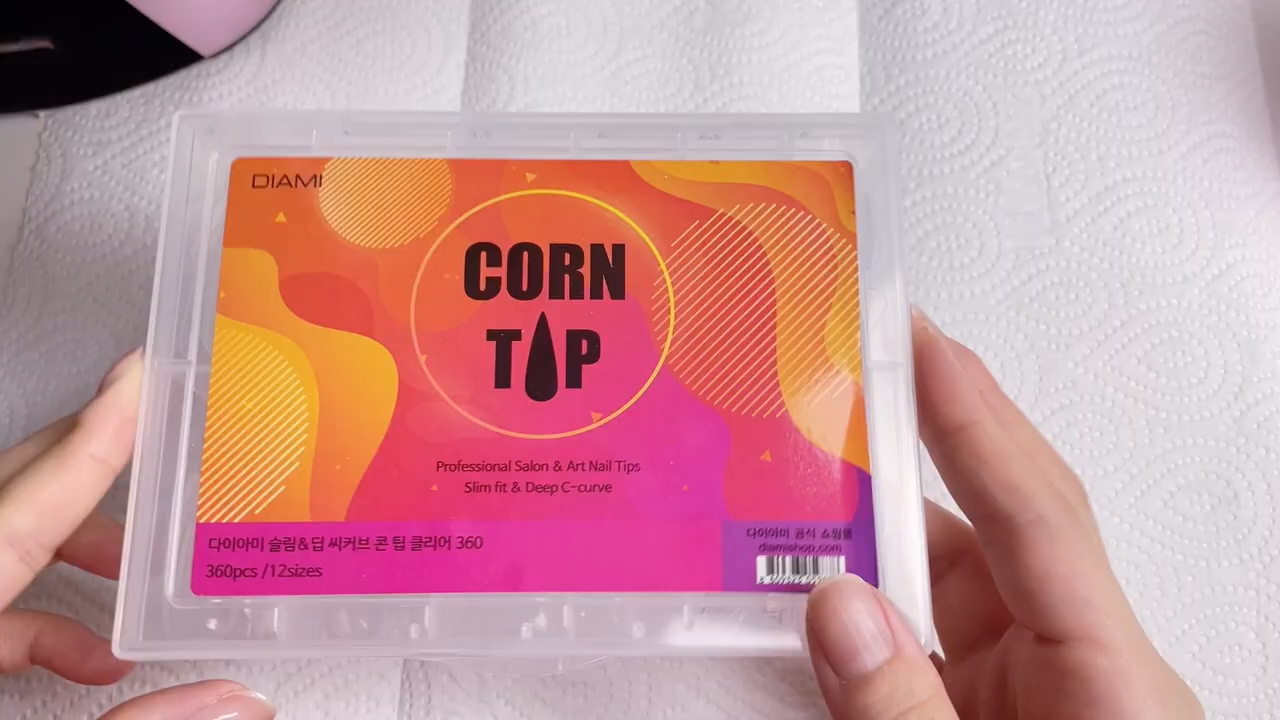 DIAMI
CORN
TIP
Professional Salon & Art Nail Tips
Slim fit & Deep C-curve
다이아미 슬림&딥 씨커브 콘 팁 클리어 360
360pcs /12sizes
다이아미 공식 쇼핑몰
diamishop.com